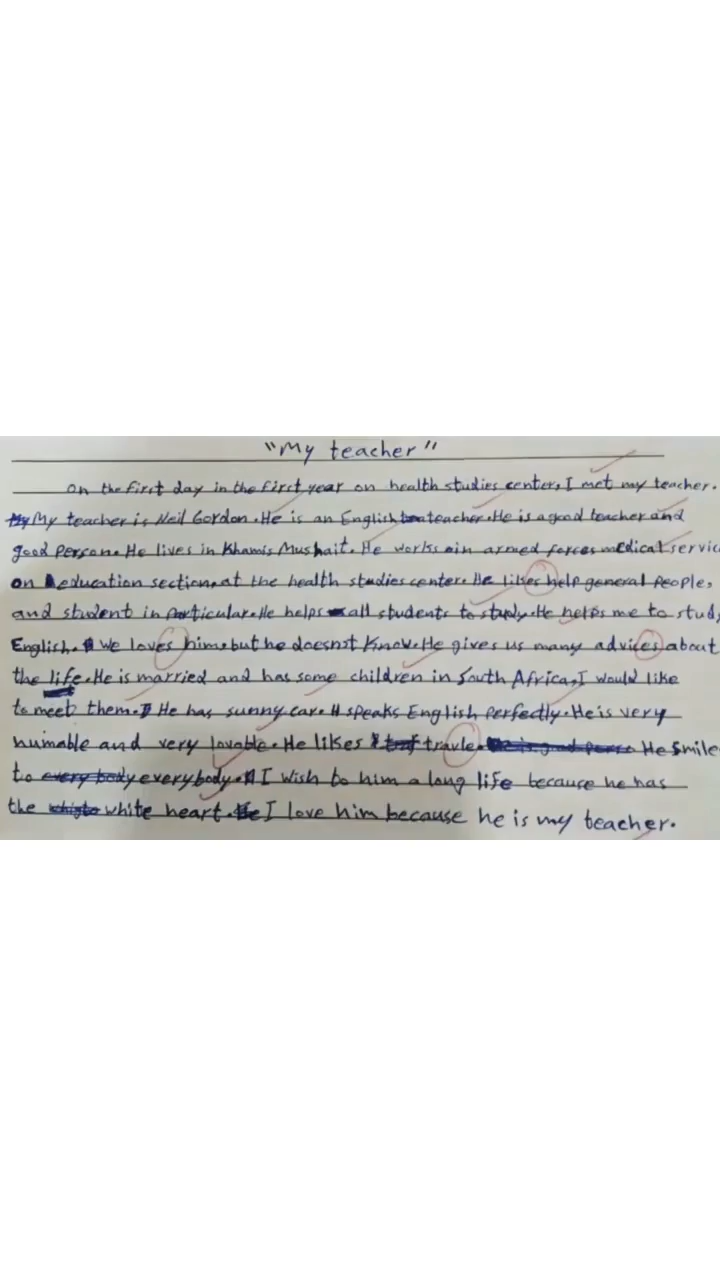 "My teacher"
On the first day in the first year on health studies center, I met my teacher.
My teacher is Neil Gordon. He is an English teacher. He is a good teacher and
good person. He lives in Khamis Mushait. He works in armed forces medical servic
on education section, at the health studies center. He likes help general people,
and student in particular. He helps all students to study. He helps me to stud
English. We loves him, but he doesnot know. He gives us many advices about
the life. He is married and has some children in South Africa, I would like
to meet them. He has sunny car. speaks English perfectly. He is very
humable and very lovable. He likes travle. He smile
to everybody. I wish to him a long life because he has
the white heart. I love him because he is my teacher.